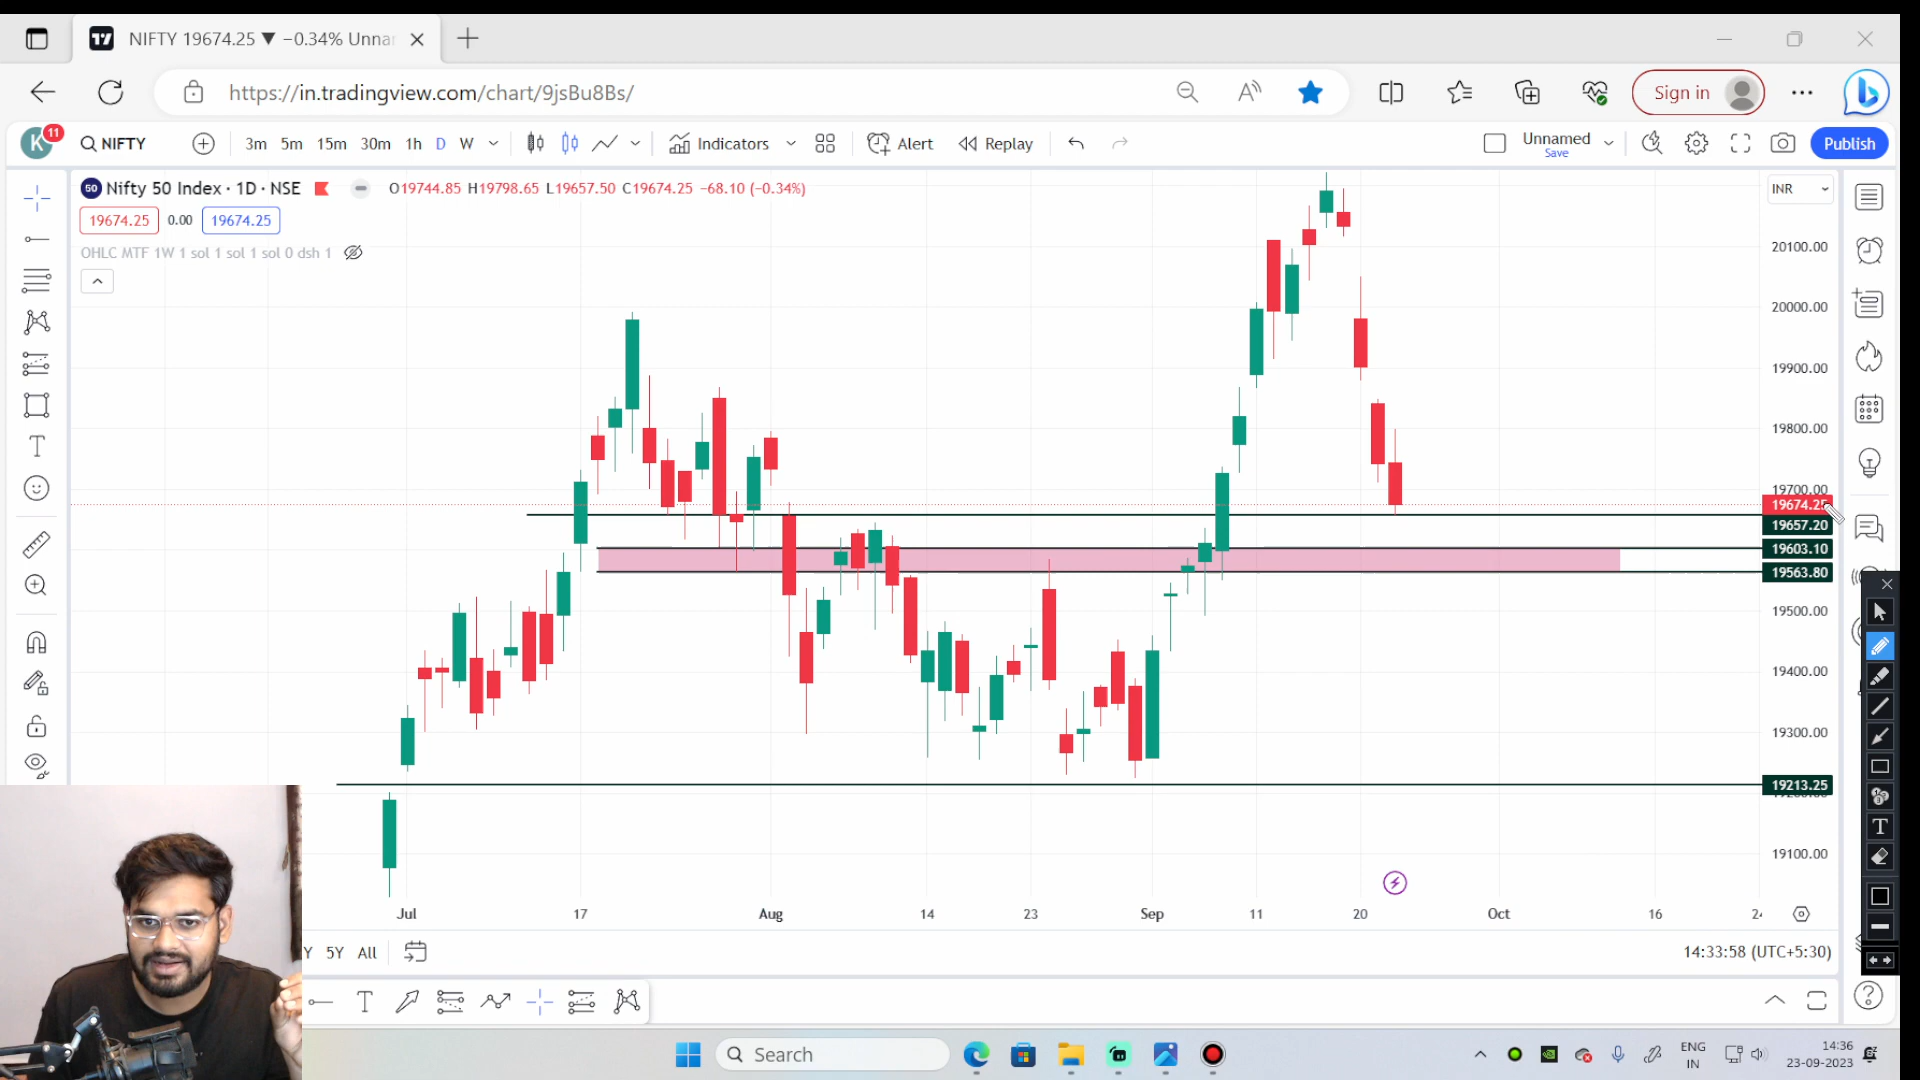 NIFTY 19674.25 ▼ −0.34% Unnar
https://in.tradingview.com/chart/9jsBu8Bs/
Sign in
K 11 NIFTY 3m 5m 15m 30m 1h D W Indicators Alert Replay Unnamed Save Publish
50 Nifty 50 Index · 1D · NSE O19744.85 H19798.65 L19657.50 C19674.25 −68.10 (−0.34%) INR
19674.25 0.00 19674.25
OHLC MTF 1W 1 sol 1 sol 1 sol 0 dsh 1
20100.00
20000.00
19900.00
19800.00
19700.00
19674.25
19657.20
19603.10
19563.80
19500.00
19400.00
19300.00
19213.25
19100.00
Jul 17 Aug 14 23 Sep 11 20 Oct 16
Y 5Y All 14:33:58 (UTC+5:30)
Search
ENG
IN
14:36
23-09-2023